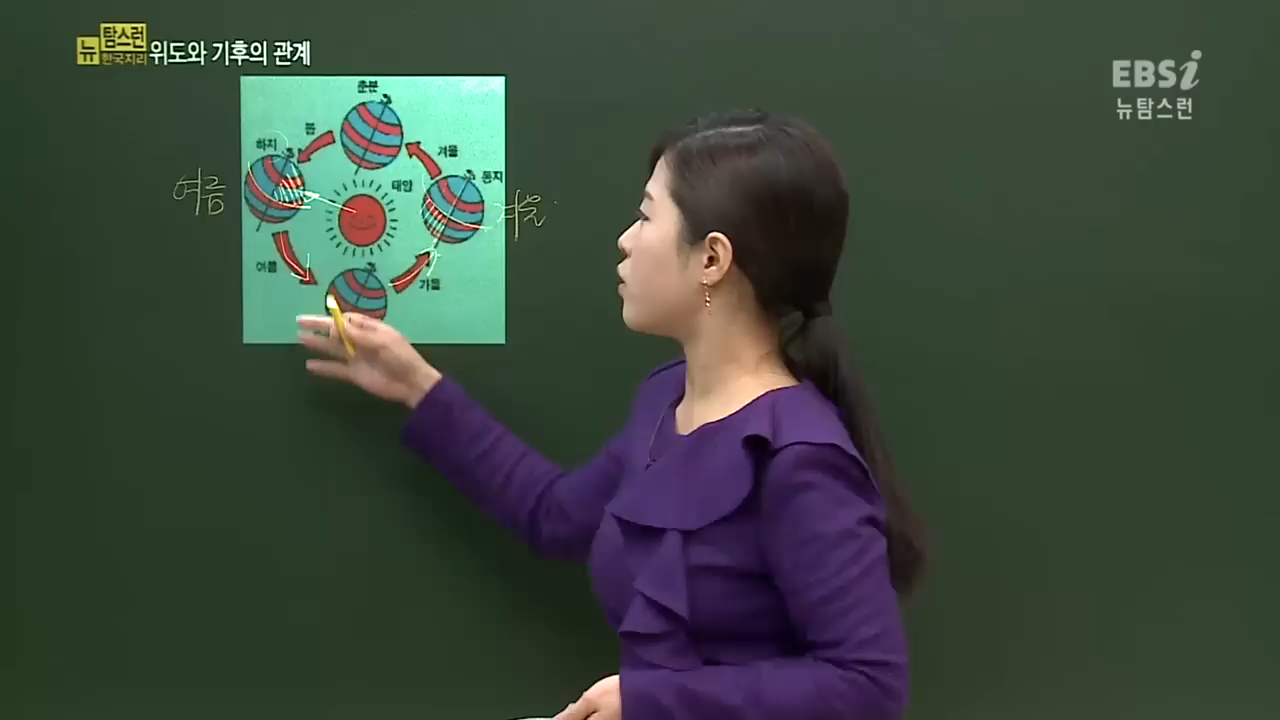 뉴탐스런
한국지리
위도와 기후의 관계
EBSi
뉴탐스런
춘분
봄
하지
겨울
동지
태양
여름
겨울
여름
가을